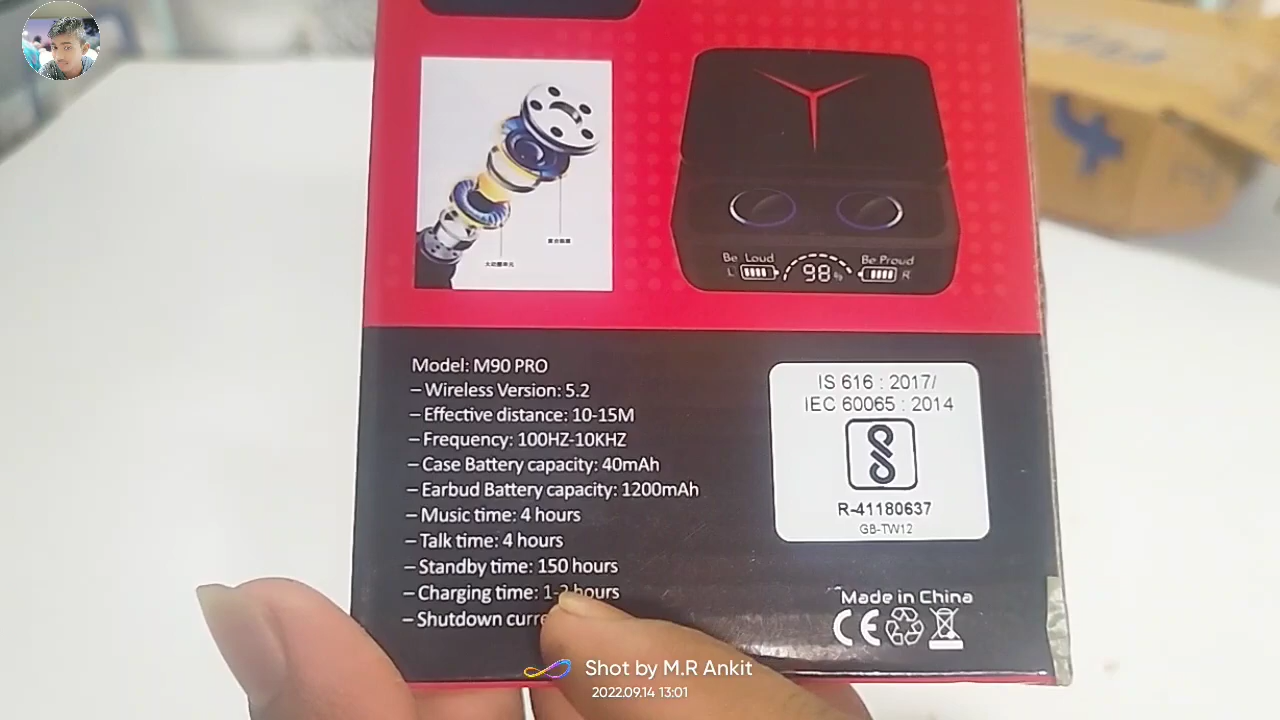 Be Loud
Be Proud
L
98
R
Model: M90 PRO
– Wireless Version: 5.2
– Effective distance: 10-15M
– Frequency: 100HZ-10KHZ
– Case Battery capacity: 40mAh
– Earbud Battery capacity: 1200mAh
– Music time: 4 hours
– Talk time: 4 hours
– Standby time: 150 hours
– Charging time: 1-2 hours
– Shutdown
IS 616 : 2017/
IEC 60065 : 2014
R-41180637
GB-TW12
Made in China
CE
Shot by M.R Ankit
2022.09.14 13:01